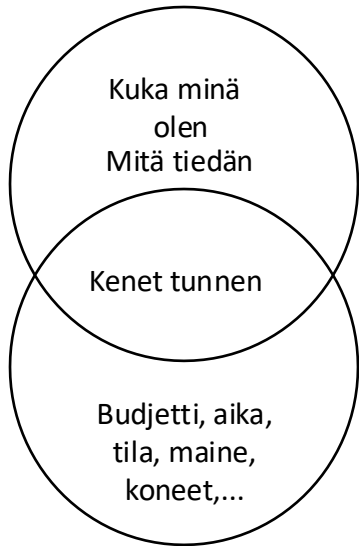 Kuka minä
olen
Mitä tiedän
Kenet tunnen
Budjetti, aika,
tila, maine,
koneet,...